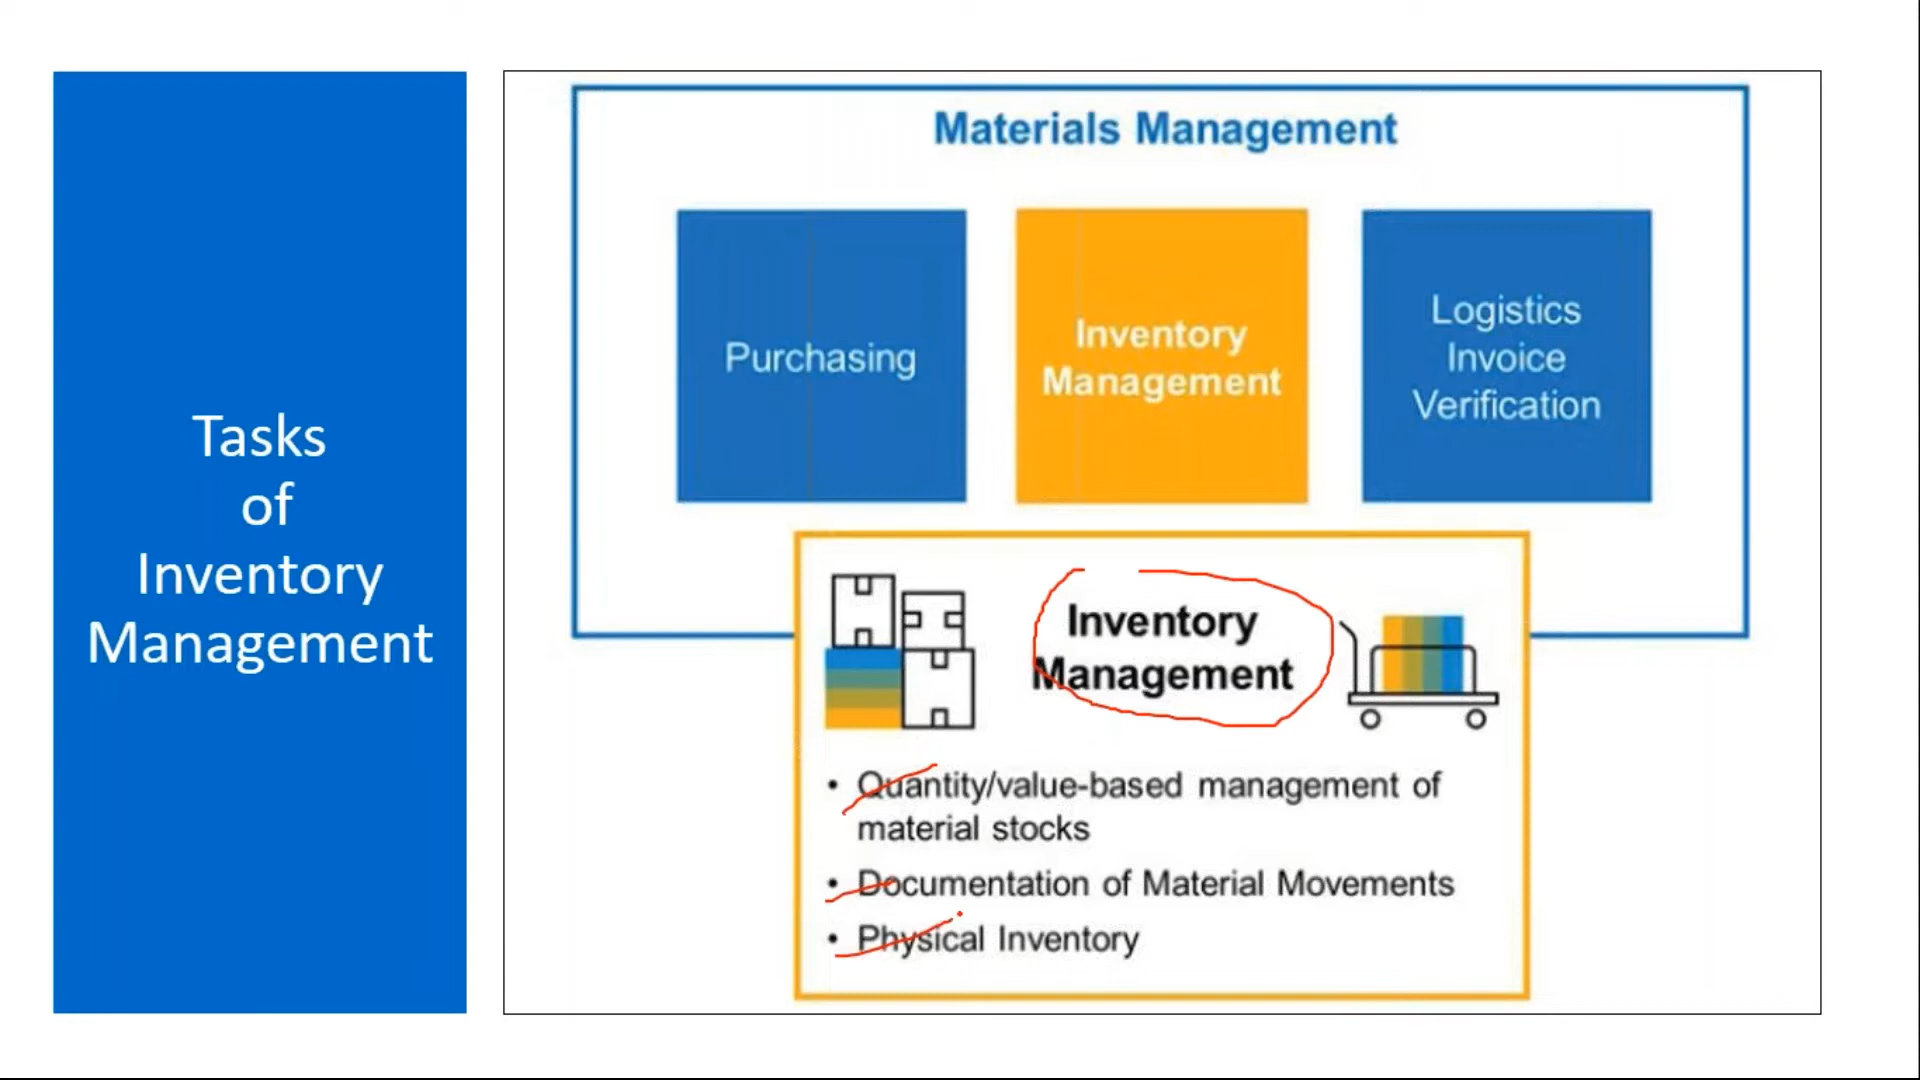 Tasks
of
Inventory
Management
Materials Management
Purchasing
Inventory
Management
Logistics
Invoice
Verification
Inventory
Management
• Quantity/value-based management of
material stocks
• Documentation of Material Movements
• Physical Inventory